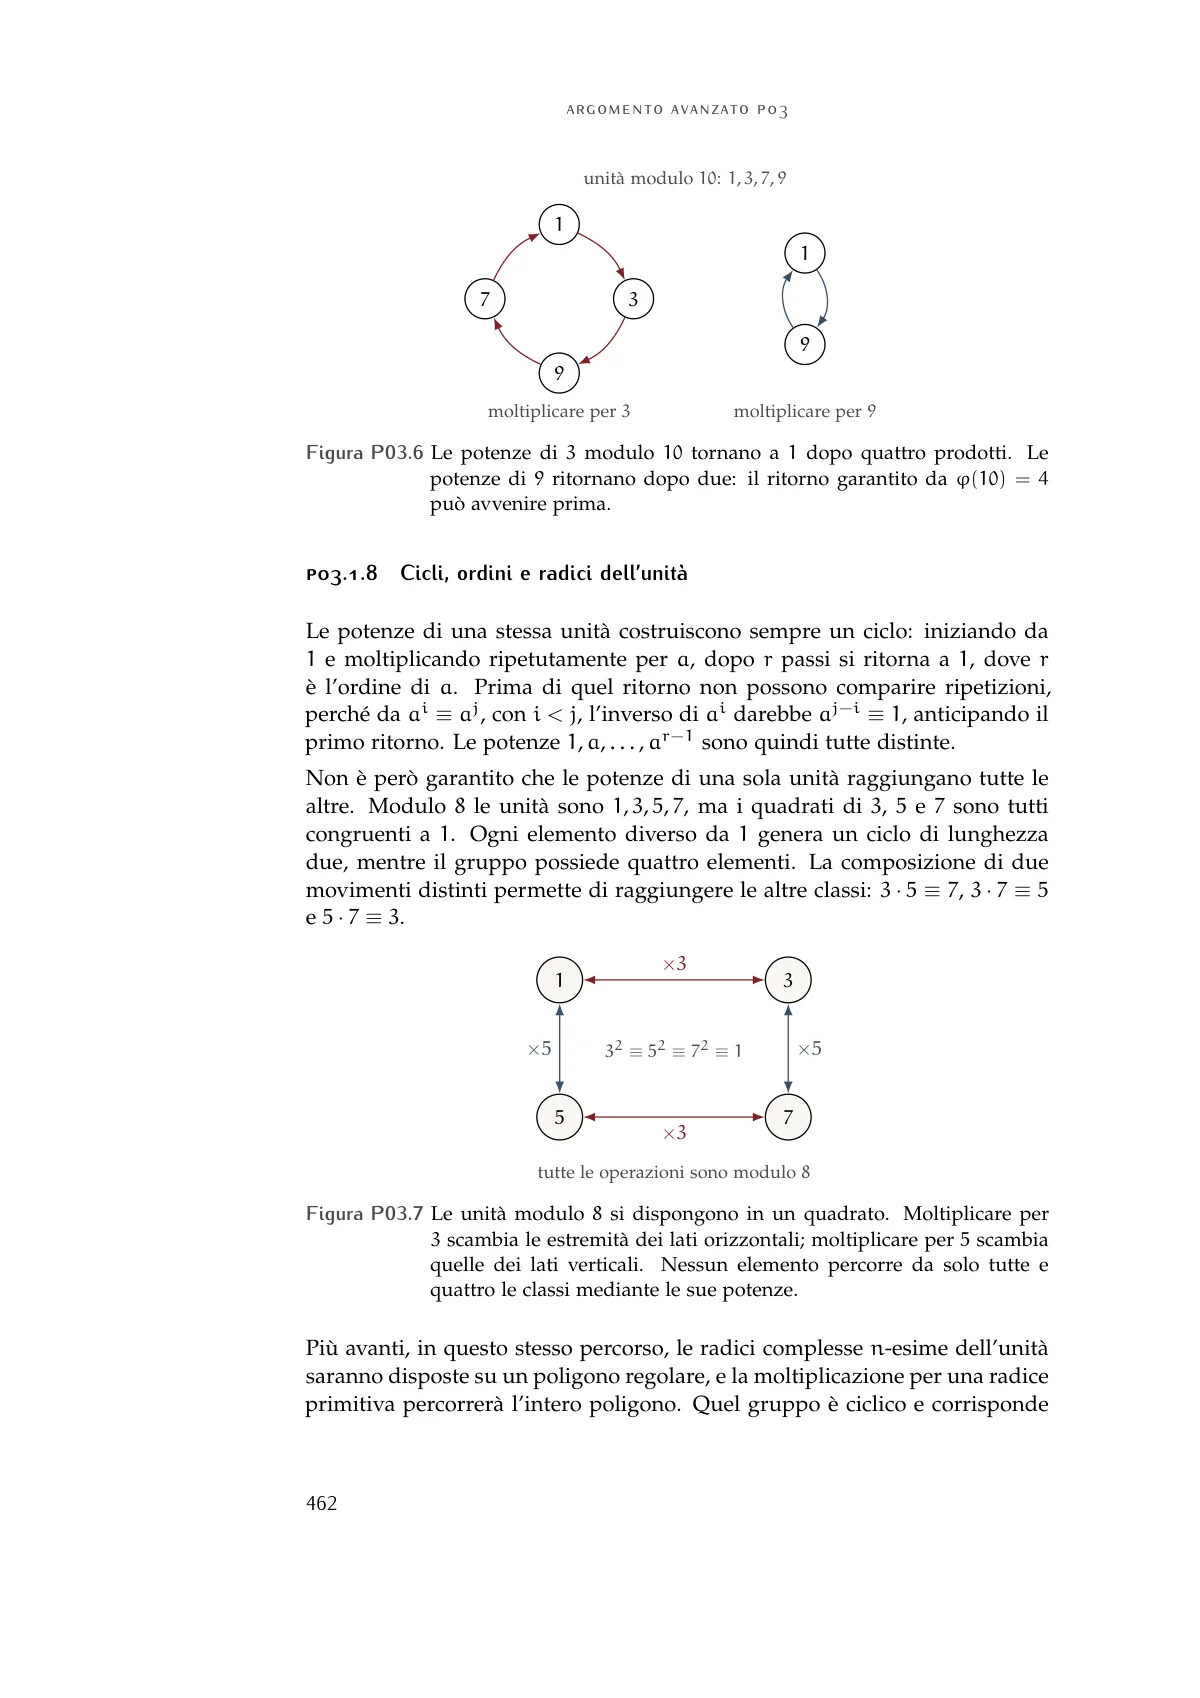 ARGOMENTO AVANZATO P03
unità modulo 10: 1, 3, 7, 9
1
7
3
9
1
9
moltiplicare per 3
moltiplicare per 9
Figura P03.6 Le potenze di 3 modulo 10 tornano a 1 dopo quattro prodotti. Le
potenze di 9 ritornano dopo due: il ritorno garantito da φ(10) = 4
può avvenire prima.
P03.1.8 Cicli, ordini e radici dell'unità
Le potenze di una stessa unità costruiscono sempre un ciclo: iniziando da
1 e moltiplicando ripetutamente per a, dopo r passi si ritorna a 1, dove r
è l'ordine di a. Prima di quel ritorno non possono comparire ripetizioni,
perché da aⁱ ≡ aʲ, con i < j, l'inverso di aⁱ darebbe aʲ⁻ⁱ ≡ 1, anticipando il
primo ritorno. Le potenze 1, a, . . . , aʳ⁻¹ sono quindi tutte distinte.
Non è però garantito che le potenze di una sola unità raggiungano tutte le
altre. Modulo 8 le unità sono 1, 3, 5, 7, ma i quadrati di 3, 5 e 7 sono tutti
congruenti a 1. Ogni elemento diverso da 1 genera un ciclo di lunghezza
due, mentre il gruppo possiede quattro elementi. La composizione di due
movimenti distinti permette di raggiungere le altre classi: 3 · 5 ≡ 7, 3 · 7 ≡ 5
e 5 · 7 ≡ 3.
1
×3
3
×5
3² ≡ 5² ≡ 7² ≡ 1
×5
5
×3
7
tutte le operazioni sono modulo 8
Figura P03.7 Le unità modulo 8 si dispongono in un quadrato. Moltiplicare per
3 scambia le estremità dei lati orizzontali; moltiplicare per 5 scambia
quelle dei lati verticali. Nessun elemento percorre da solo tutte e
quattro le classi mediante le sue potenze.
Più avanti, in questo stesso percorso, le radici complesse n-esime dell'unità
saranno disposte su un poligono regolare, e la moltiplicazione per una radice
primitiva percorrerà l'intero poligono. Quel gruppo è ciclico e corrisponde
462